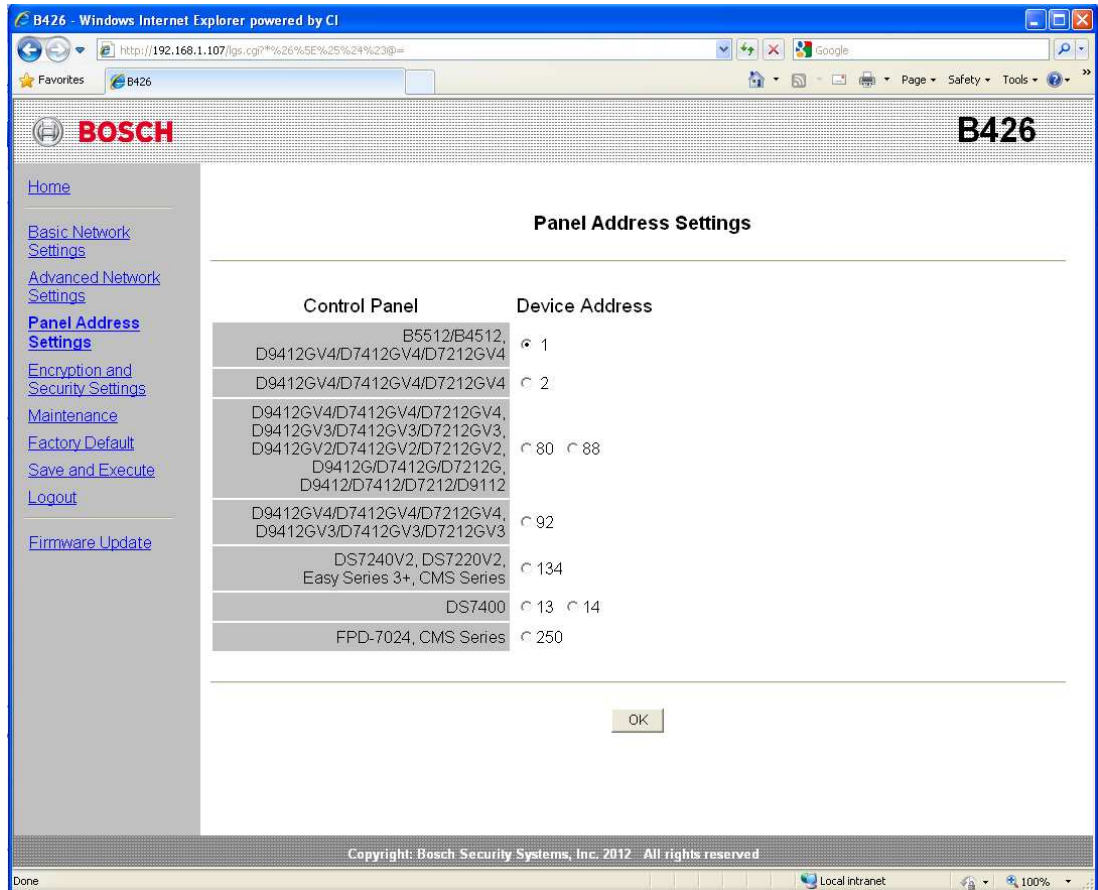 B426 - Windows Internet Explorer powered by CI
http://192.168.1.107/lgs.cgi?*%26%5E%25%24%23@=
Google
Favorites
B426
Page
Safety
Tools
»
BOSCH
B426
Home
Basic Network
Settings
Advanced Network
Settings
Panel Address
Settings
Encryption and
Security Settings
Maintenance
Factory Default
Save and Execute
Logout
Firmware Update
Panel Address Settings
Control Panel Device Address
B5512/B4512,
D9412GV4/D7412GV4/D7212GV4
1
D9412GV4/D7412GV4/D7212GV4 2
D9412GV4/D7412GV4/D7212GV4,
D9412GV3/D7412GV3/D7212GV3,
D9412GV2/D7412GV2/D7212GV2,
D9412G/D7412G/D7212G,
D9412/D7412/D7212/D9112
80 88
D9412GV4/D7412GV4/D7212GV4,
D9412GV3/D7412GV3/D7212GV3
92
DS7240V2, DS7220V2,
Easy Series 3+, CMS Series
134
DS7400 13 14
FPD-7024, CMS Series 250
OK
Copyright: Bosch Security Systems, Inc. 2012 All rights reserved
Done
Local intranet
100%